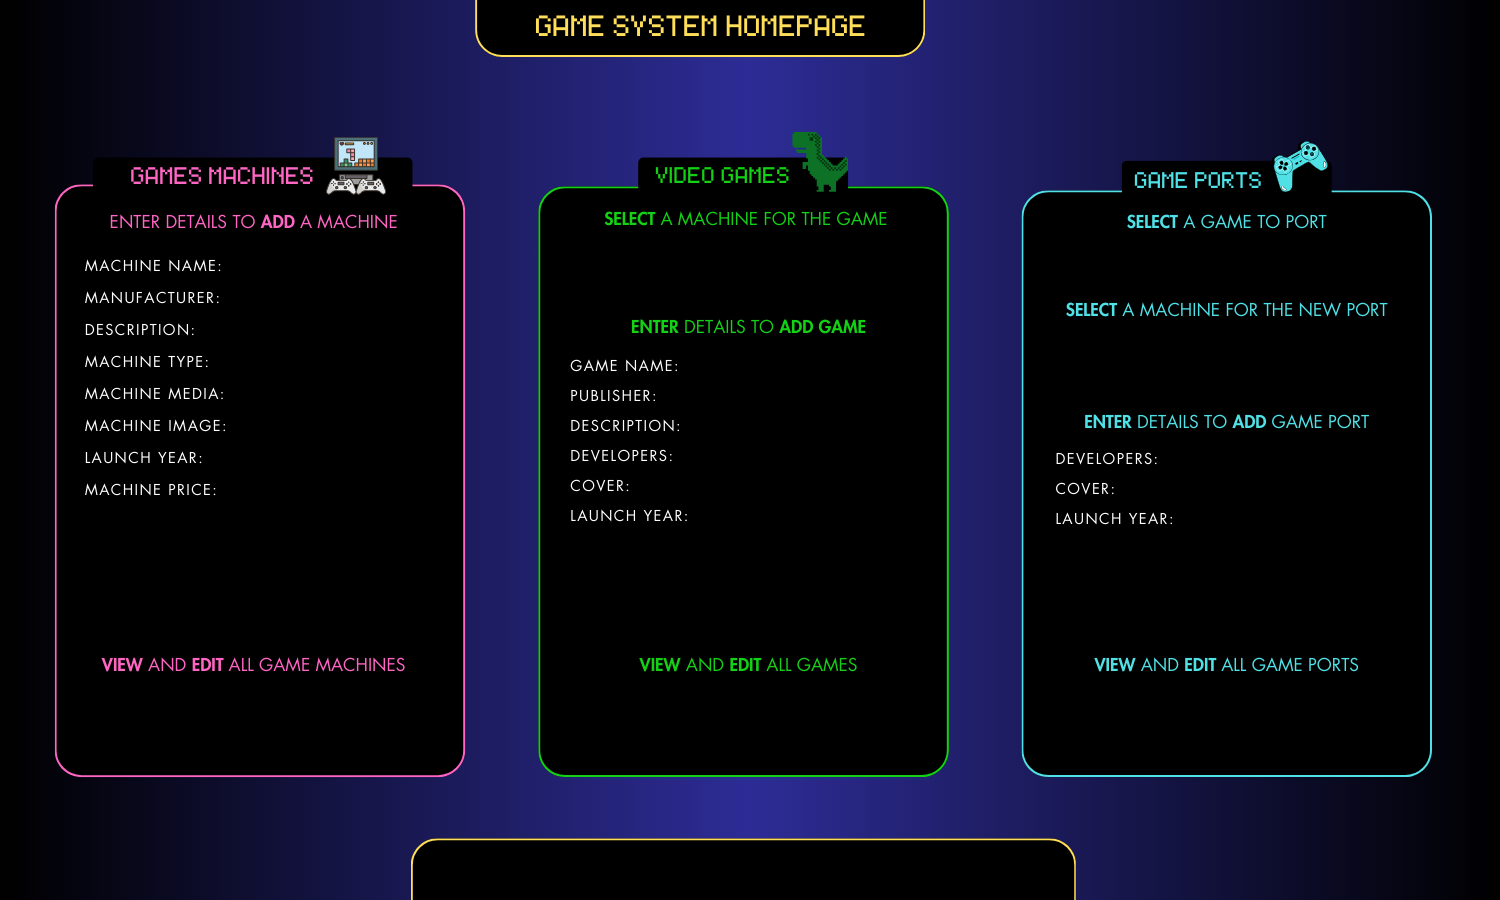 GAME SYSTEM HOMEPAGE
GAMES MACHINES
ENTER DETAILS TO ADD A MACHINE
MACHINE NAME:
MANUFACTURER:
DESCRIPTION:
MACHINE TYPE:
MACHINE MEDIA:
MACHINE IMAGE:
LAUNCH YEAR:
MACHINE PRICE:
VIEW AND EDIT ALL GAME MACHINES
VIDEO GAMES
SELECT A MACHINE FOR THE GAME
ENTER DETAILS TO ADD GAME
GAME NAME:
PUBLISHER:
DESCRIPTION:
DEVELOPERS:
COVER:
LAUNCH YEAR:
VIEW AND EDIT ALL GAMES
GAME PORTS
SELECT A GAME TO PORT
SELECT A MACHINE FOR THE NEW PORT
ENTER DETAILS TO ADD GAME PORT
DEVELOPERS:
COVER:
LAUNCH YEAR:
VIEW AND EDIT ALL GAME PORTS